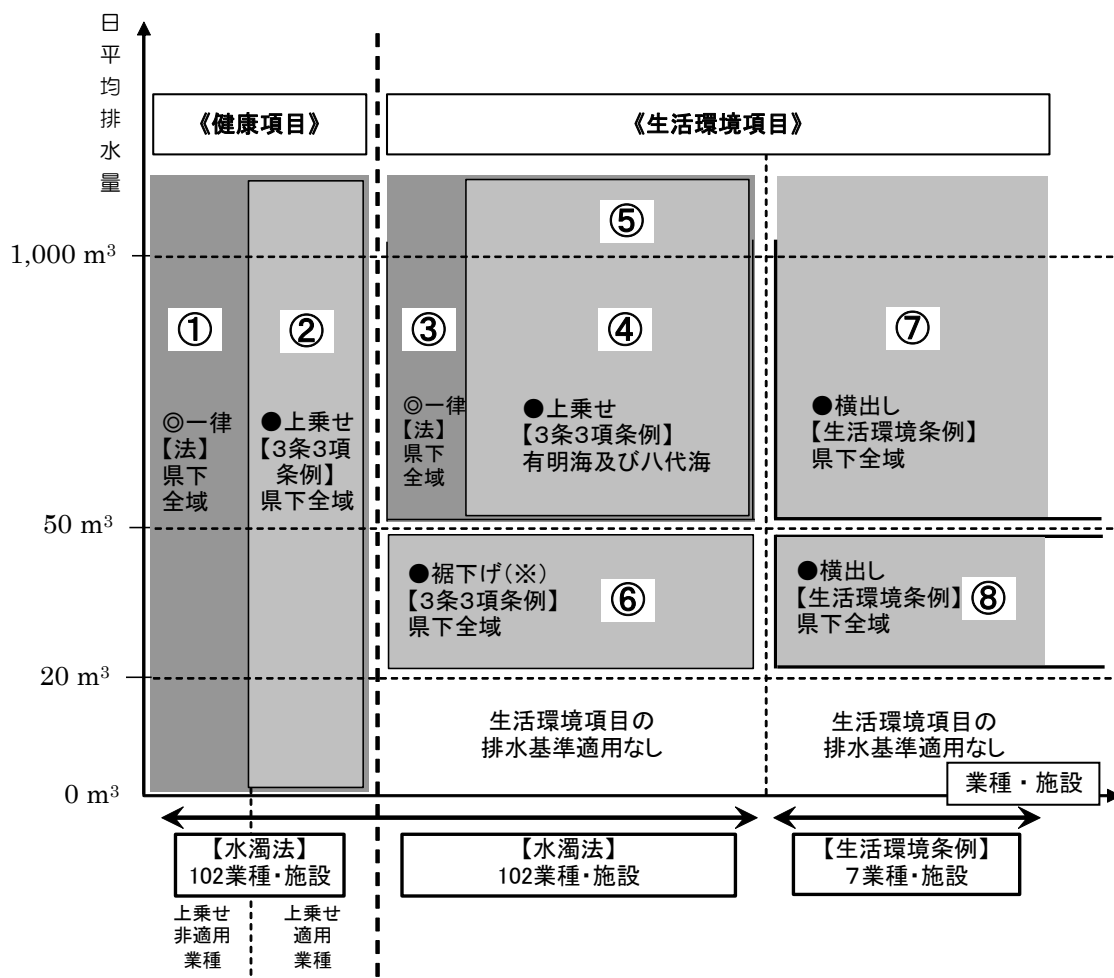 日平均排水量
《健康項目》
《生活環境項目》
1,000 m³
50 m³
20 m³
0 m³
①
◎一律
【法】
県下
全域
②
●上乗せ
【3条3項
条例】
県下全域
③
◎一律
【法】
県下
全域
⑤
④
●上乗せ
【3条3項条例】
有明海及び八代海
⑦
●横出し
【生活環境条例】
県下全域
●裾下げ(※)
【3条3項条例】
県下全域
⑥
●横出し
【生活環境条例】
県下全域
⑧
生活環境項目の
排水基準適用なし
生活環境項目の
排水基準適用なし
業種・施設
【水濁法】
102業種・施設
【水濁法】
102業種・施設
【生活環境条例】
7業種・施設
上乗せ
非適用
業種
上乗せ
適用
業種